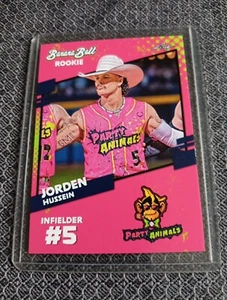 Banana Ball
ROOKIE
PARTY
ANIMALS
5
JORDEN
HUSSEIN
INFIELDER
#5
PARTY ANIMALS